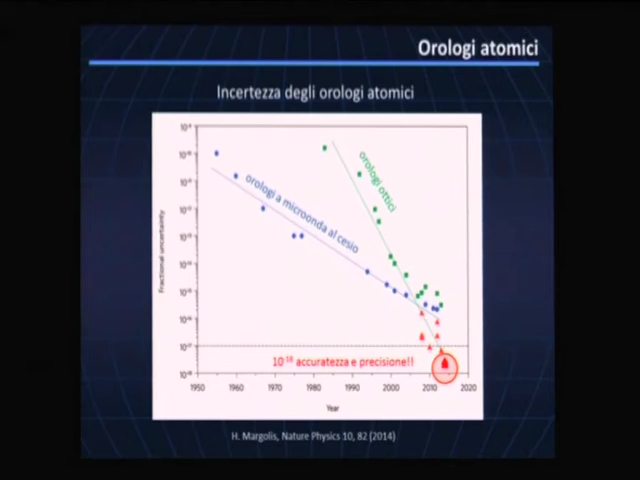 Orologi atomici
Incertezza degli orologi atomici
orologi ottici
orologi a microonda al cesio
Fractional uncertainty
10⁻¹⁸ accuratezza e precisione!!
1950 1960 1970 1980 1990 2000 2010 2020
Year
H. Margolis, Nature Physics 10, 82 (2014)